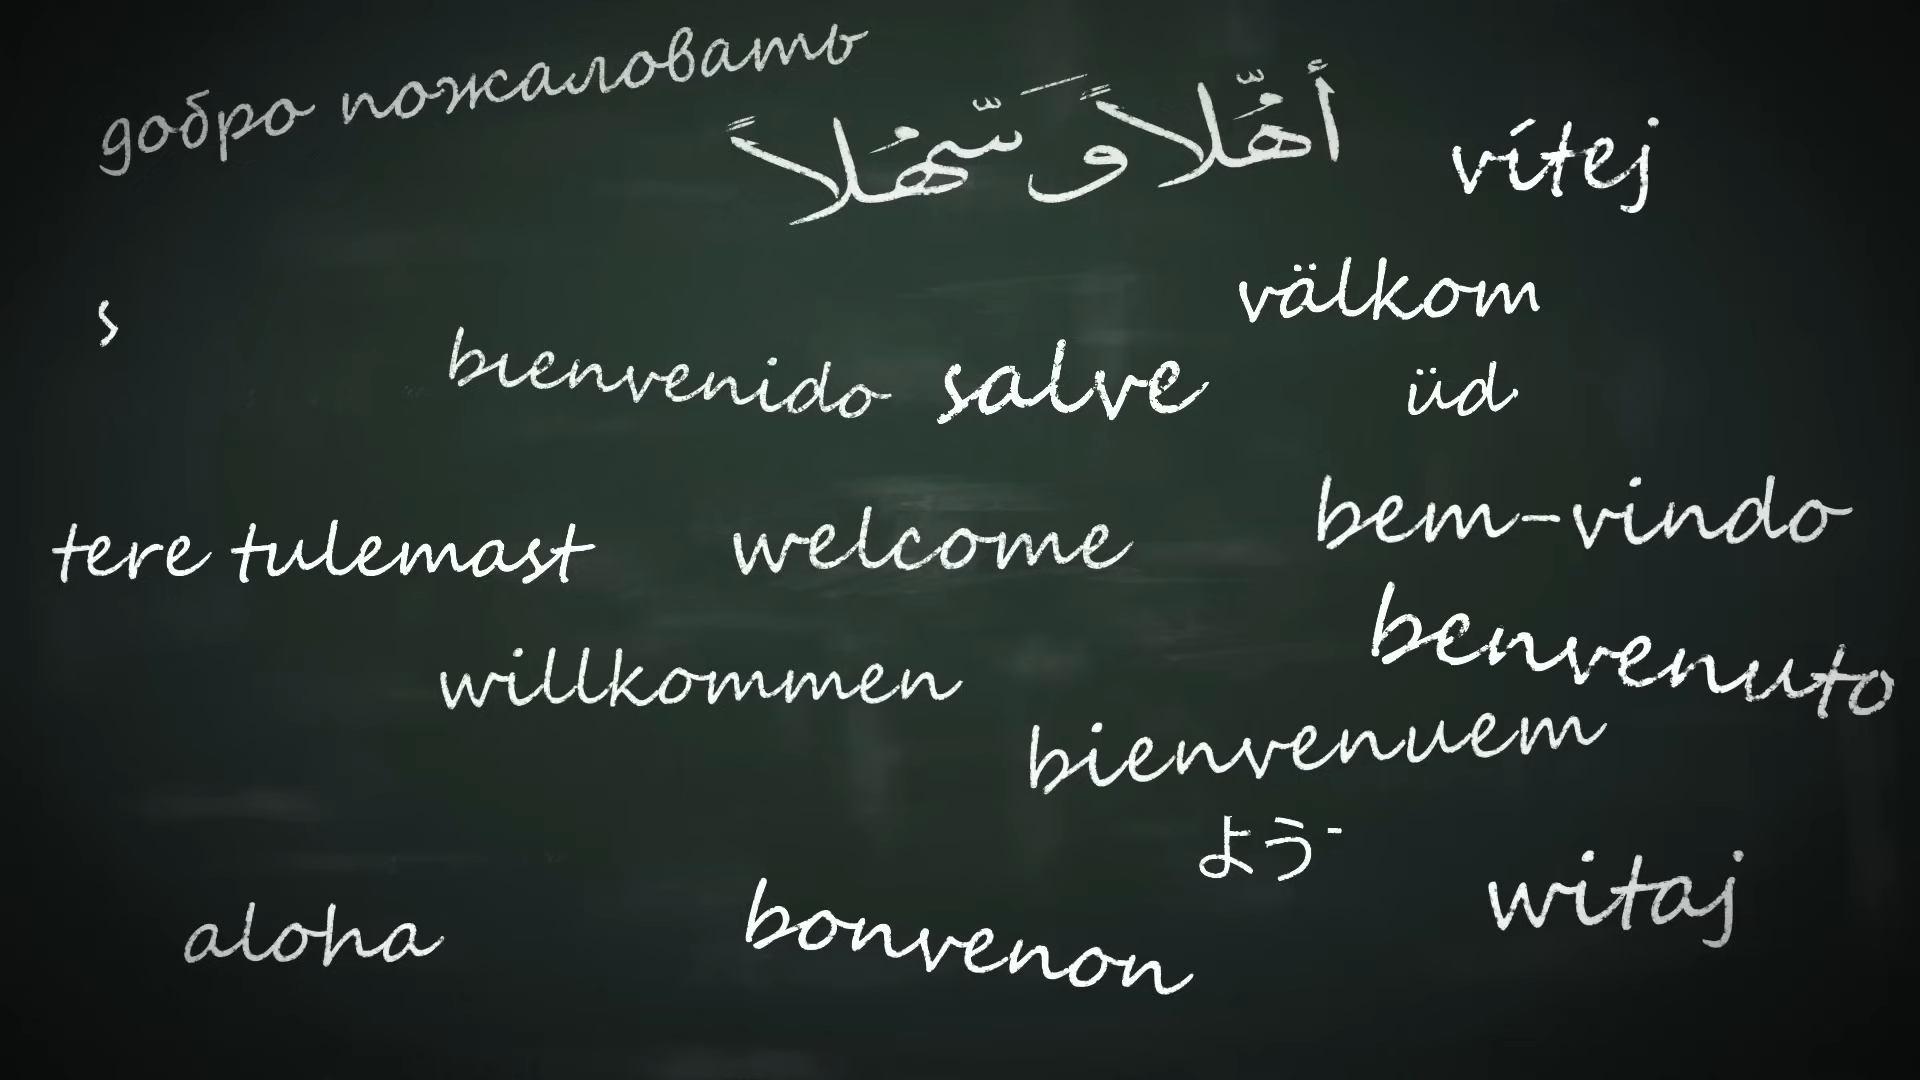 добро пожаловать
أَهْلًا وَ سَهْلًا
vítej
välkom
s
bienvenido
salve
üd
bem-vindo
tere tulemast
welcome
benvenuto
willkommen
bienvenuem
よう
witaj
aloha
bonvenon